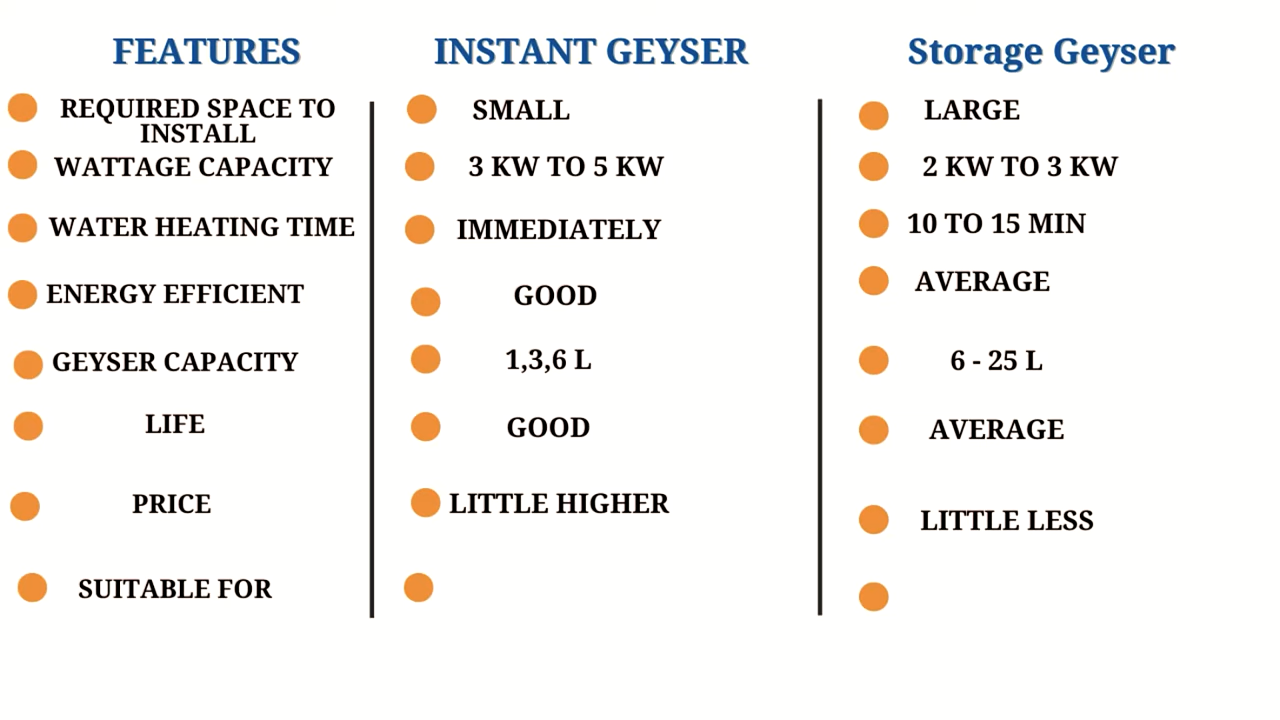 FEATURES INSTANT GEYSER Storage Geyser
REQUIRED SPACE TO INSTALL SMALL LARGE
WATTAGE CAPACITY 3 KW TO 5 KW 2 KW TO 3 KW
WATER HEATING TIME IMMEDIATELY 10 TO 15 MIN
ENERGY EFFICIENT GOOD AVERAGE
GEYSER CAPACITY 1,3,6 L 6 - 25 L
LIFE GOOD AVERAGE
PRICE LITTLE HIGHER LITTLE LESS
SUITABLE FOR